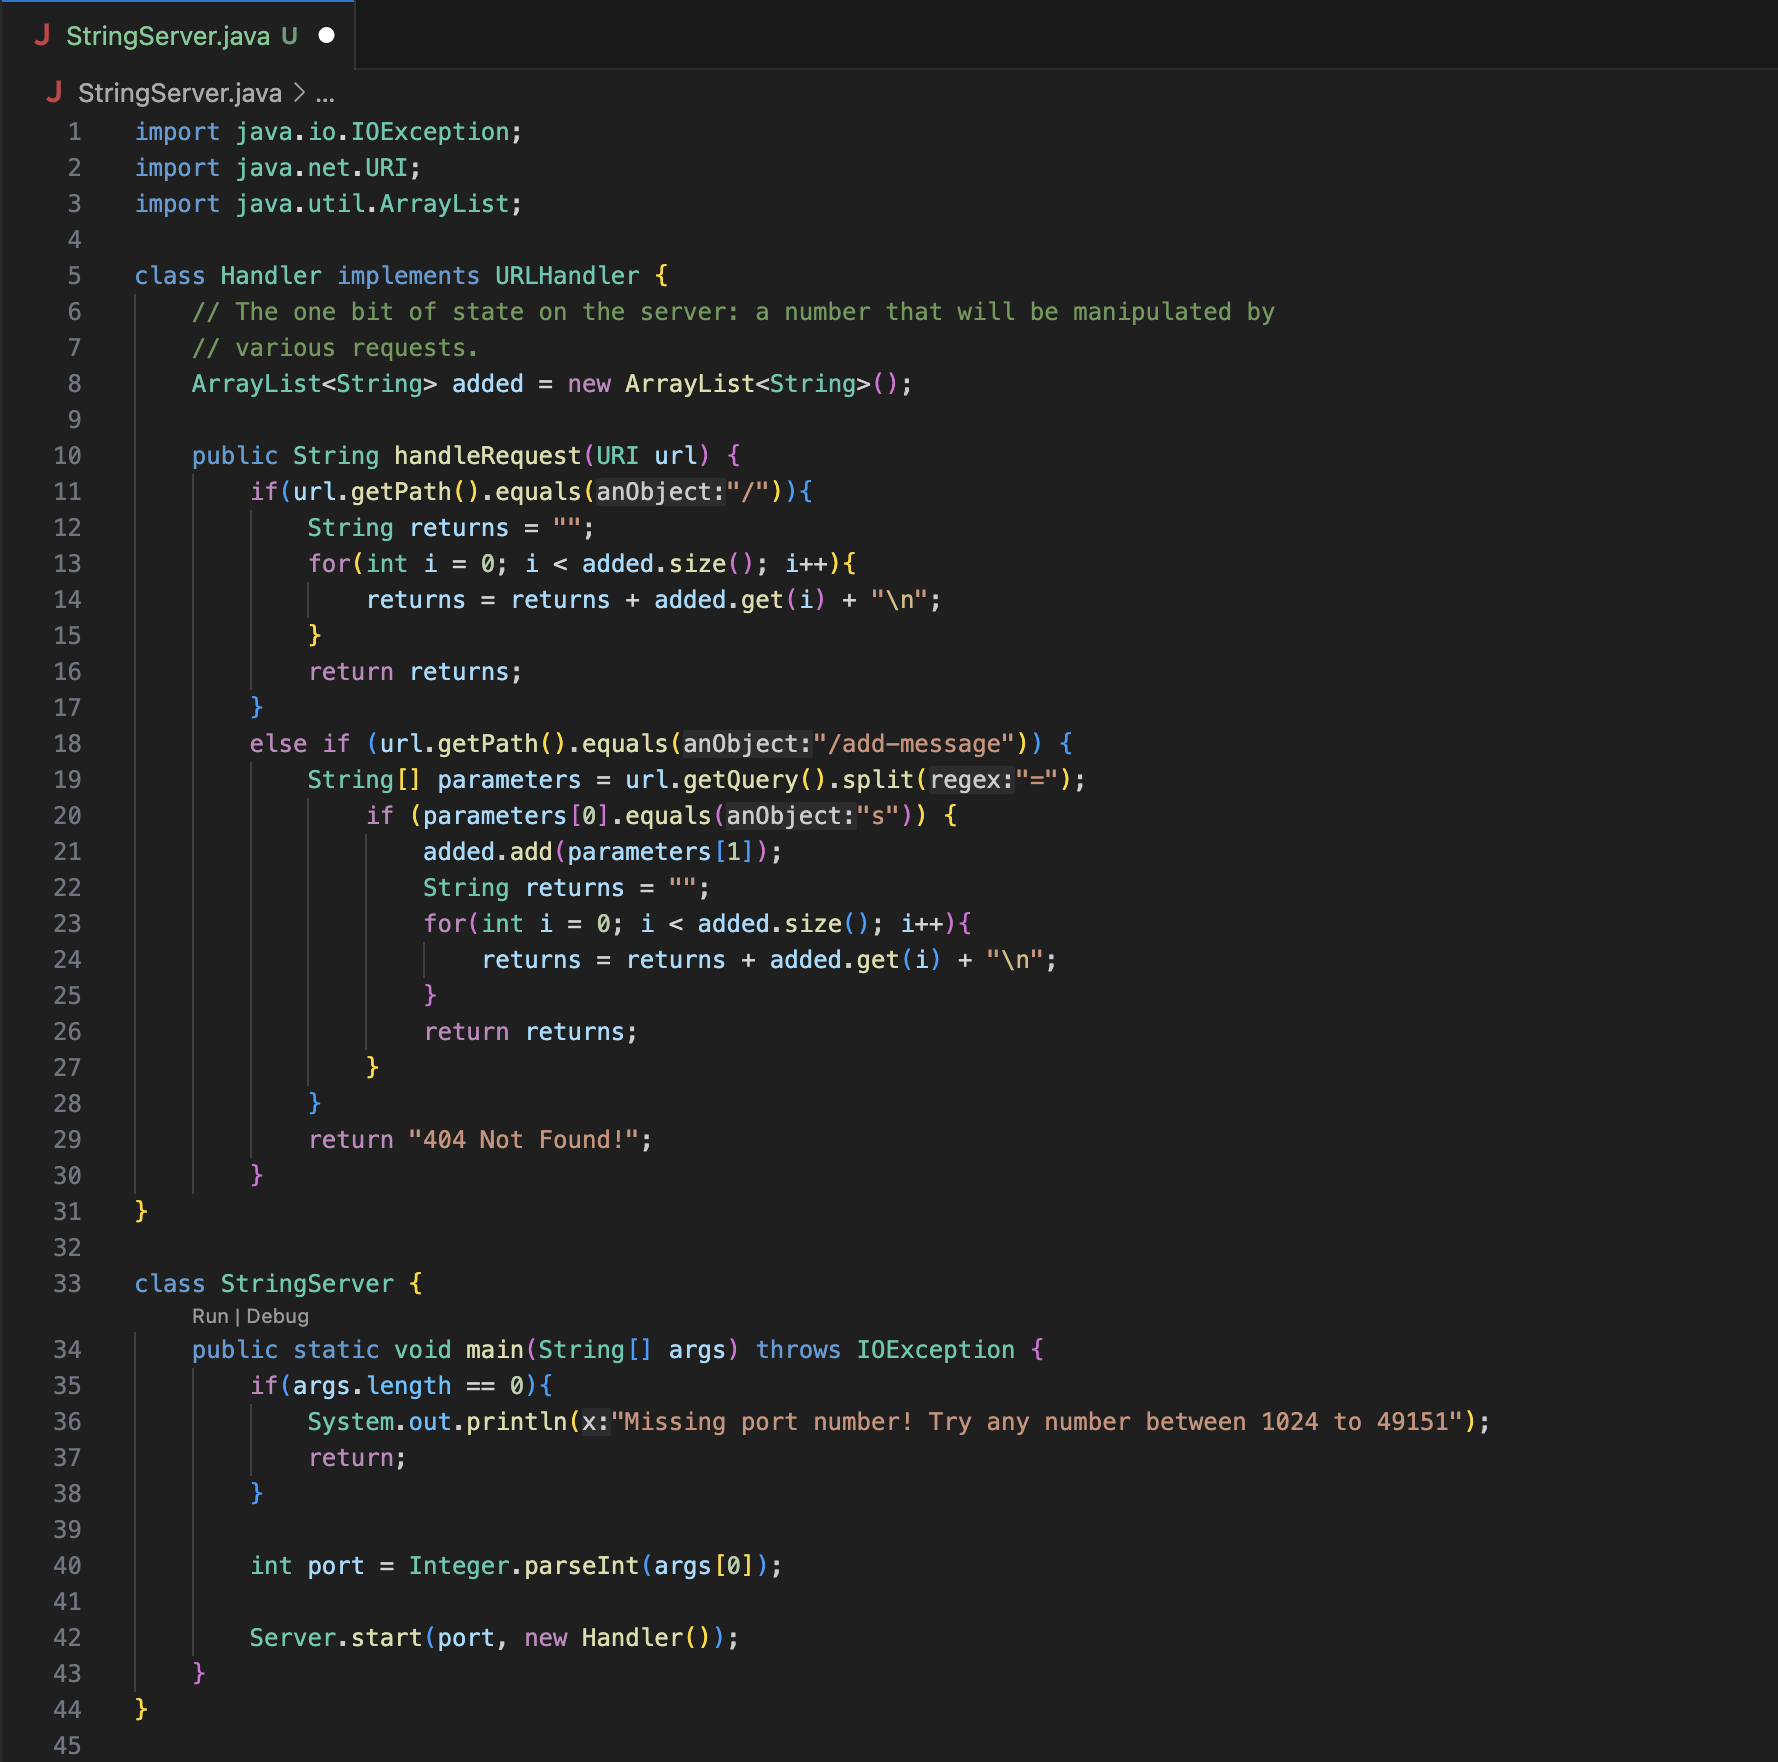 J StringServer.java U
J StringServer.java > ...
1 import java.io.IOException;
2 import java.net.URI;
3 import java.util.ArrayList;
4
5 class Handler implements URLHandler {
6     // The one bit of state on the server: a number that will be manipulated by
7     // various requests.
8     ArrayList<String> added = new ArrayList<String>();
9
10     public String handleRequest(URI url) {
11         if(url.getPath().equals(anObject:"/")){
12             String returns = "";
13             for(int i = 0; i < added.size(); i++){
14                 returns = returns + added.get(i) + "\n";
15             }
16             return returns;
17         }
18         else if (url.getPath().equals(anObject:"/add-message")) {
19             String[] parameters = url.getQuery().split(regex:"=");
20                 if (parameters[0].equals(anObject:"s")) {
21                     added.add(parameters[1]);
22                     String returns = "";
23                     for(int i = 0; i < added.size(); i++){
24                         returns = returns + added.get(i) + "\n";
25                     }
26                     return returns;
27                 }
28             }
29             return "404 Not Found!";
30         }
31 }
32
33 class StringServer {
Run | Debug
34     public static void main(String[] args) throws IOException {
35         if(args.length == 0){
36             System.out.println(x:"Missing port number! Try any number between 1024 to 49151");
37             return;
38         }
39
40         int port = Integer.parseInt(args[0]);
41
42         Server.start(port, new Handler());
43     }
44 }
45